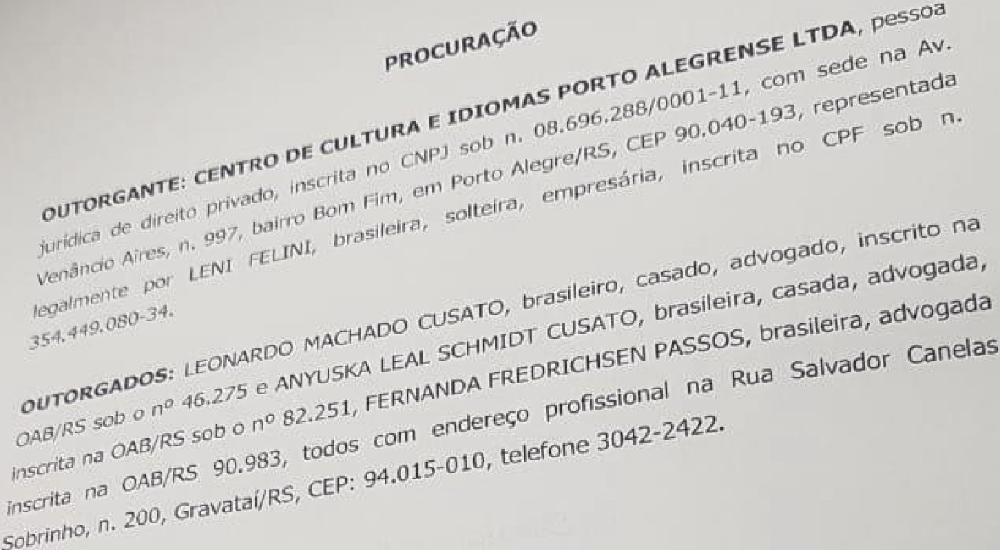 PROCURAÇÃO
OUTORGANTE: CENTRO DE CULTURA E IDIOMAS PORTO ALEGRENSE LTDA, pessoa
jurídica de direito privado, inscrita no CNPJ sob n. 08.696.288/0001-11, com sede na Av.
Venâncio Aires, n. 997, bairro Bom Fim, em Porto Alegre/RS, CEP 90.040-193, representada
legalmente por LENI FELINI, brasileira, solteira, empresária, inscrita no CPF sob n.
354.449.080-34.
OUTORGADOS: LEONARDO MACHADO CUSATO, brasileiro, casado, advogado, inscrito na
OAB/RS sob o nº 46.275 e ANYUSKA LEAL SCHMIDT CUSATO, brasileira, casada, advogada,
inscrita na OAB/RS sob o nº 82.251, FERNANDA FREDRICHSEN PASSOS, brasileira, advogada
inscrita na OAB/RS 90.983, todos com endereço profissional na Rua Salvador Canelas
Sobrinho, n. 200, Gravataí/RS, CEP: 94.015-010, telefone 3042-2422.